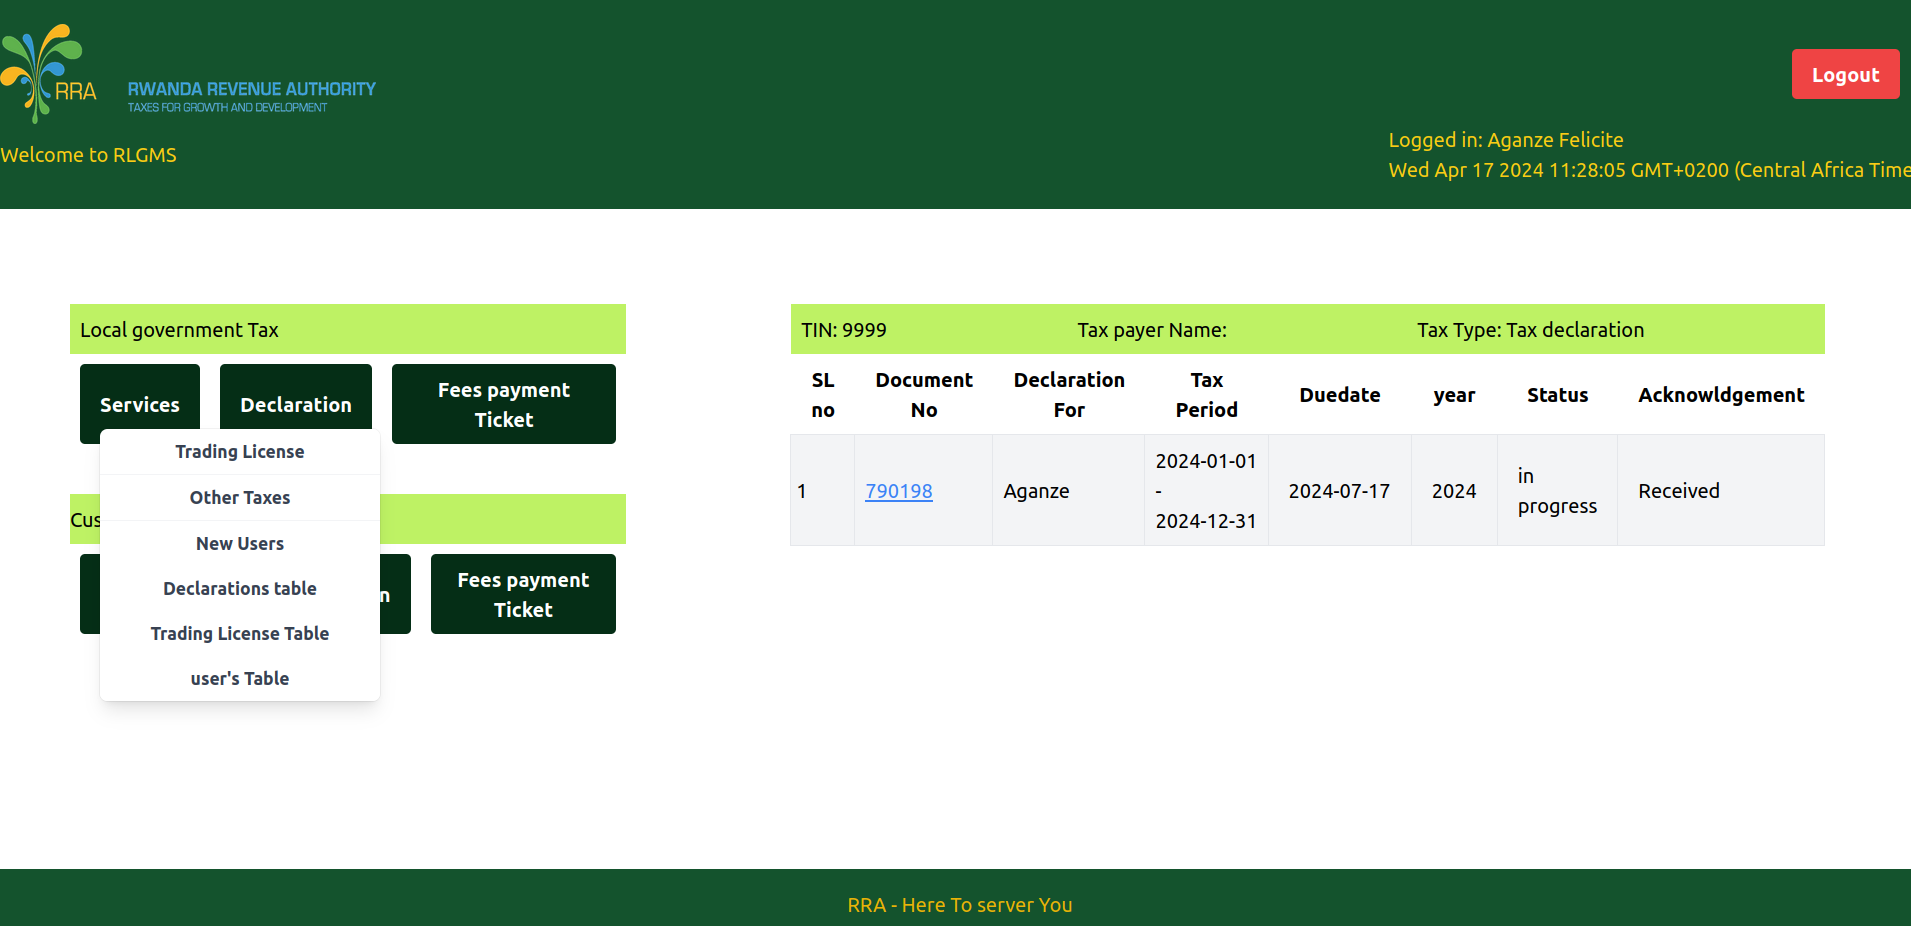 RRA
RWANDA REVENUE AUTHORITY
TAXES FOR GROWTH AND DEVELOPMENT
Welcome to RLGMS
Logout
Logged in: Aganze Felicite
Wed Apr 17 2024 11:28:05 GMT+0200 (Central Africa Time
Local government Tax
Services
Declaration
Fees payment
Ticket
Trading License
Other Taxes
New Users
Declarations table
Trading License Table
user's Table
Cus
n
Fees payment
Ticket
TIN: 9999 Tax payer Name: Tax Type: Tax declaration
SL no Document No Declaration For Tax Period Duedate year Status Acknowldgement
1 790198 Aganze 2024-01-01 - 2024-12-31 2024-07-17 2024 in progress Received
RRA - Here To server You